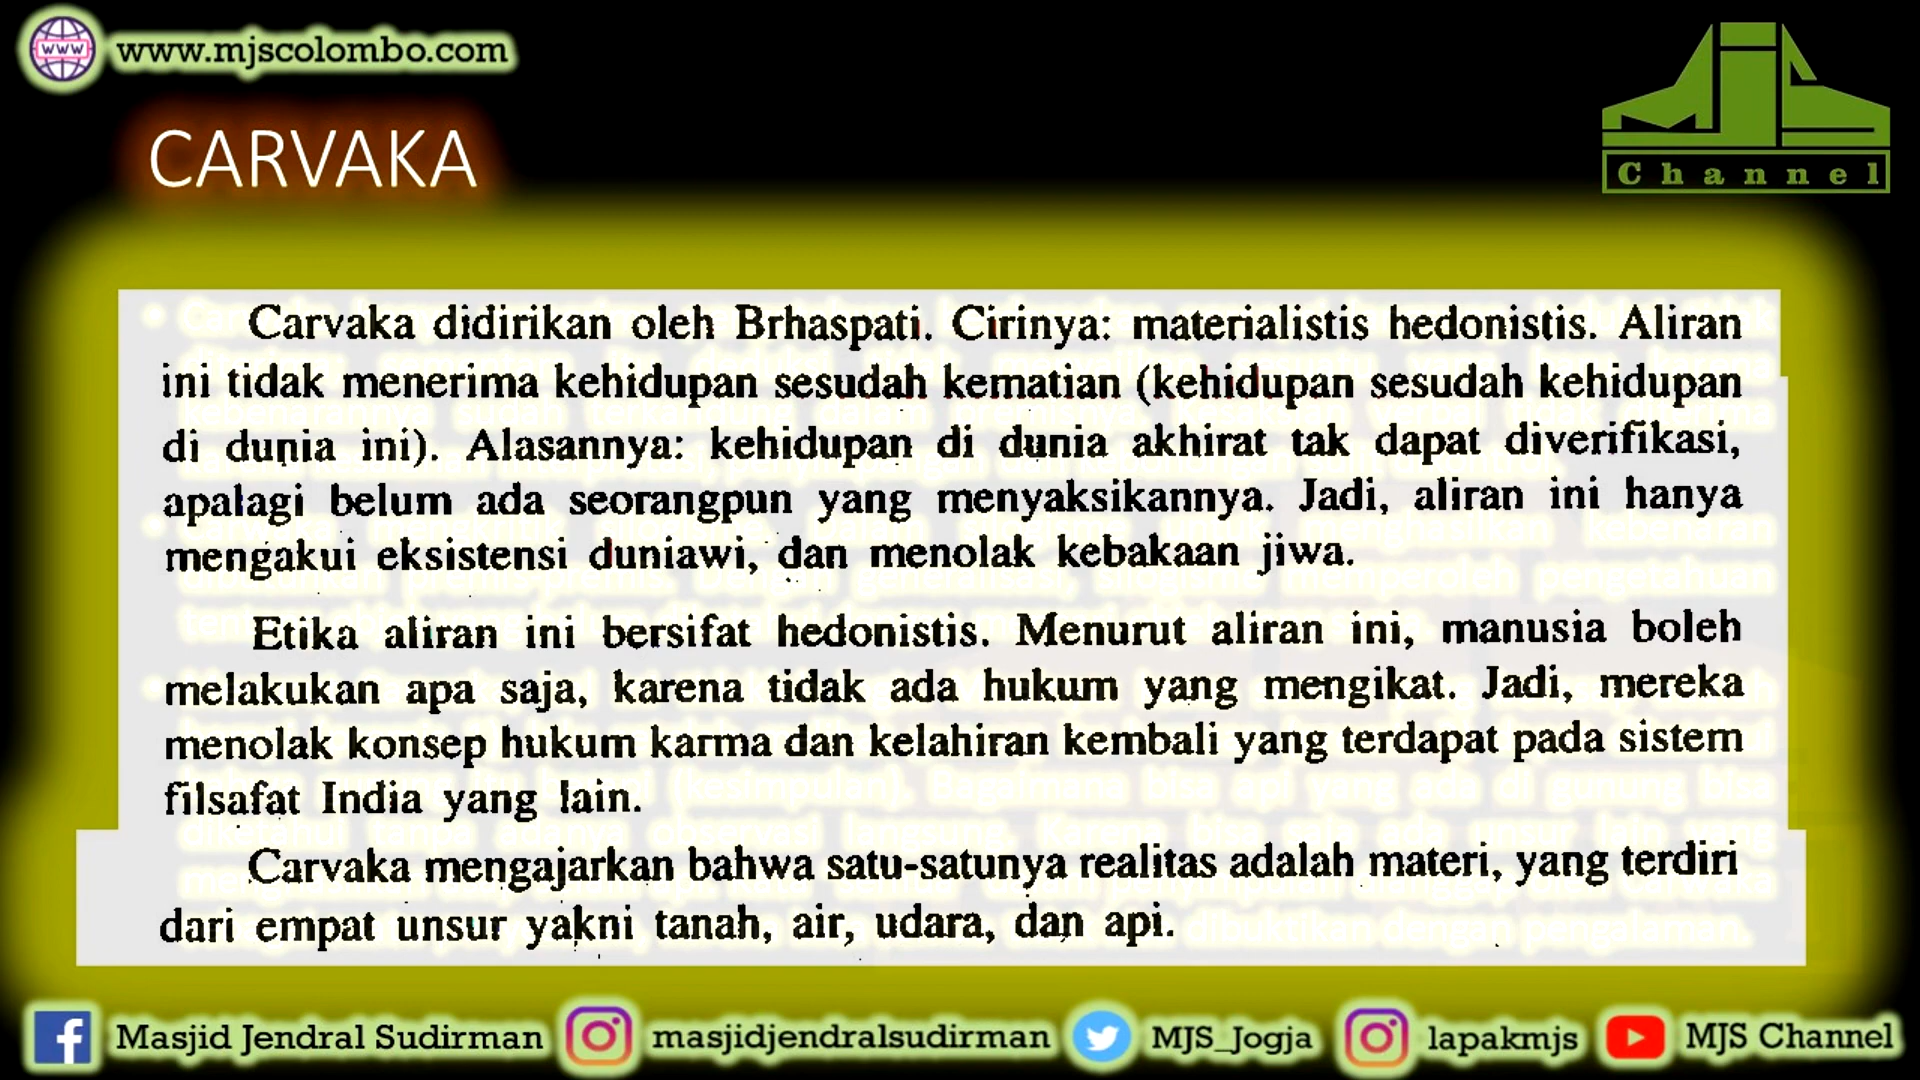 www.mjscolombo.com
MJS
Channel
CARVAKA
Carvaka didirikan oleh Brhaspati. Cirinya: materialistis hedonistis. Aliran
ini tidak menerima kehidupan sesudah kematian (kehidupan sesudah kehidupan
di dunia ini). Alasannya: kehidupan di dunia akhirat tak dapat diverifikasi,
apalagi belum ada seorangpun yang menyaksikannya. Jadi, aliran ini hanya
mengakui eksistensi duniawi, dan menolak kebakaan jiwa.
Etika aliran ini bersifat hedonistis. Menurut aliran ini, manusia boleh
melakukan apa saja, karena tidak ada hukum yang mengikat. Jadi, mereka
menolak konsep hukum karma dan kelahiran kembali yang terdapat pada sistem
filsafat India yang lain.
Carvaka mengajarkan bahwa satu-satunya realitas adalah materi, yang terdiri
dari empat unsur yakni tanah, air, udara, dan api.
Masjid Jendral Sudirman masjidjendralsudirman MJS_Jogja lapakmjs MJS Channel